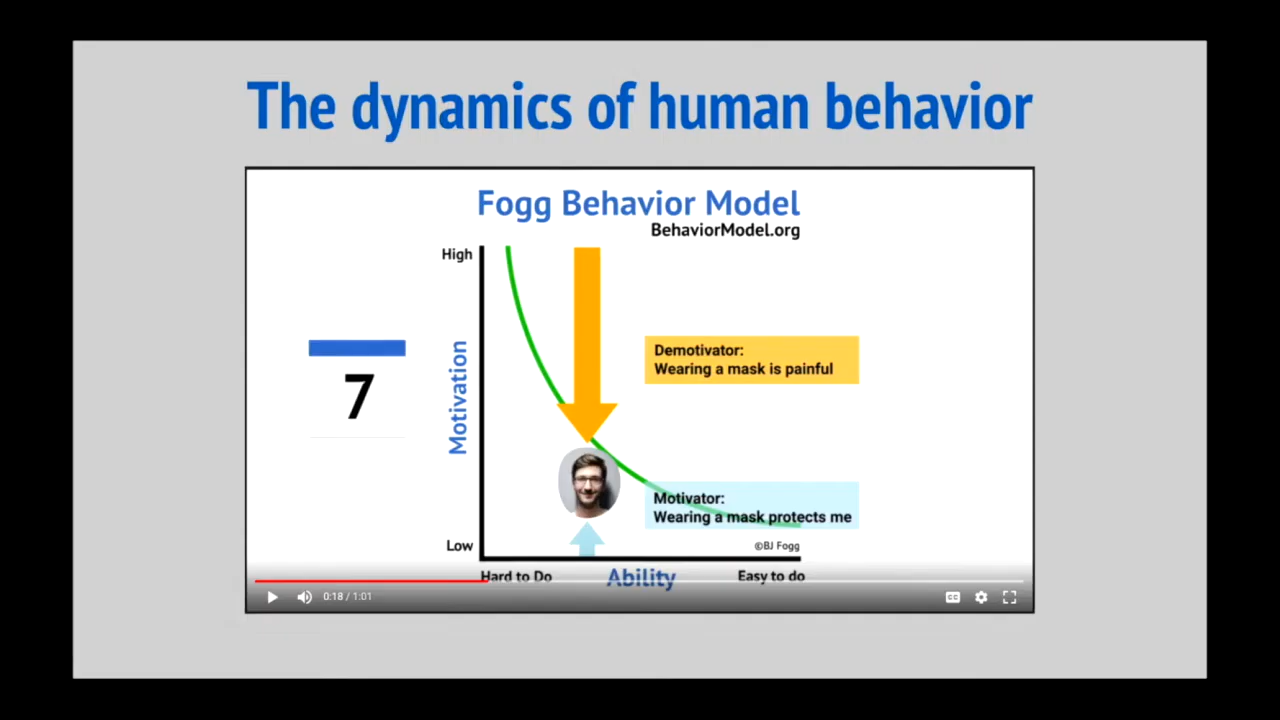 The dynamics of human behavior
Fogg Behavior Model
BehaviorModel.org
High
Demotivator:
Wearing a mask is painful
7
Motivation
Motivator:
Wearing a mask protects me
Low
©BJ Fogg
Hard to Do
Ability
Easy to do
0:18 / 1:01
CC